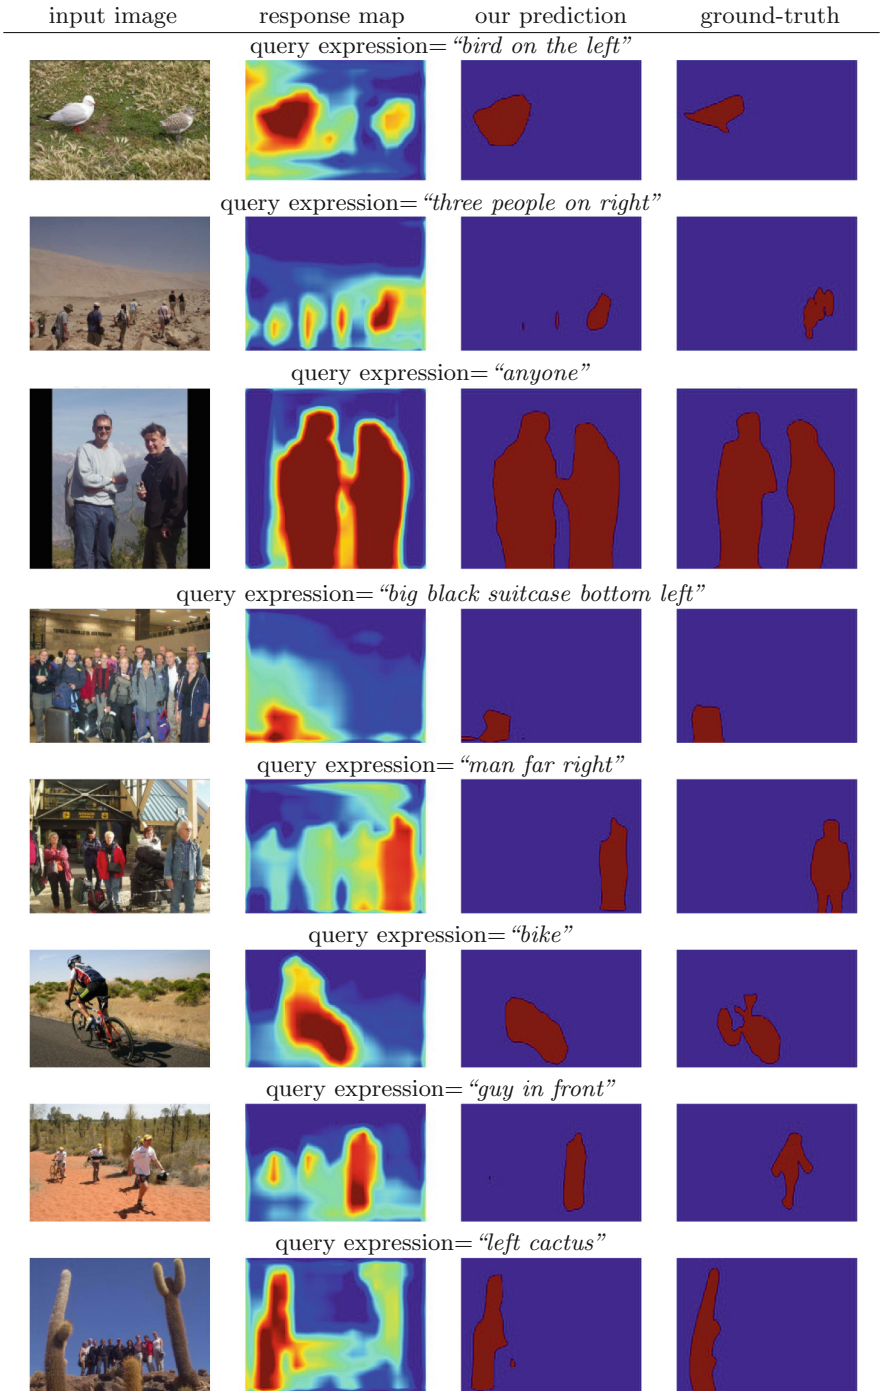 input image response map our prediction ground-truth
query expression=“bird on the left”
query expression=“three people on right”
query expression=“anyone”
query expression=“big black suitcase bottom left”
query expression=“man far right”
query expression=“bike”
query expression=“guy in front”
query expression=“left cactus”